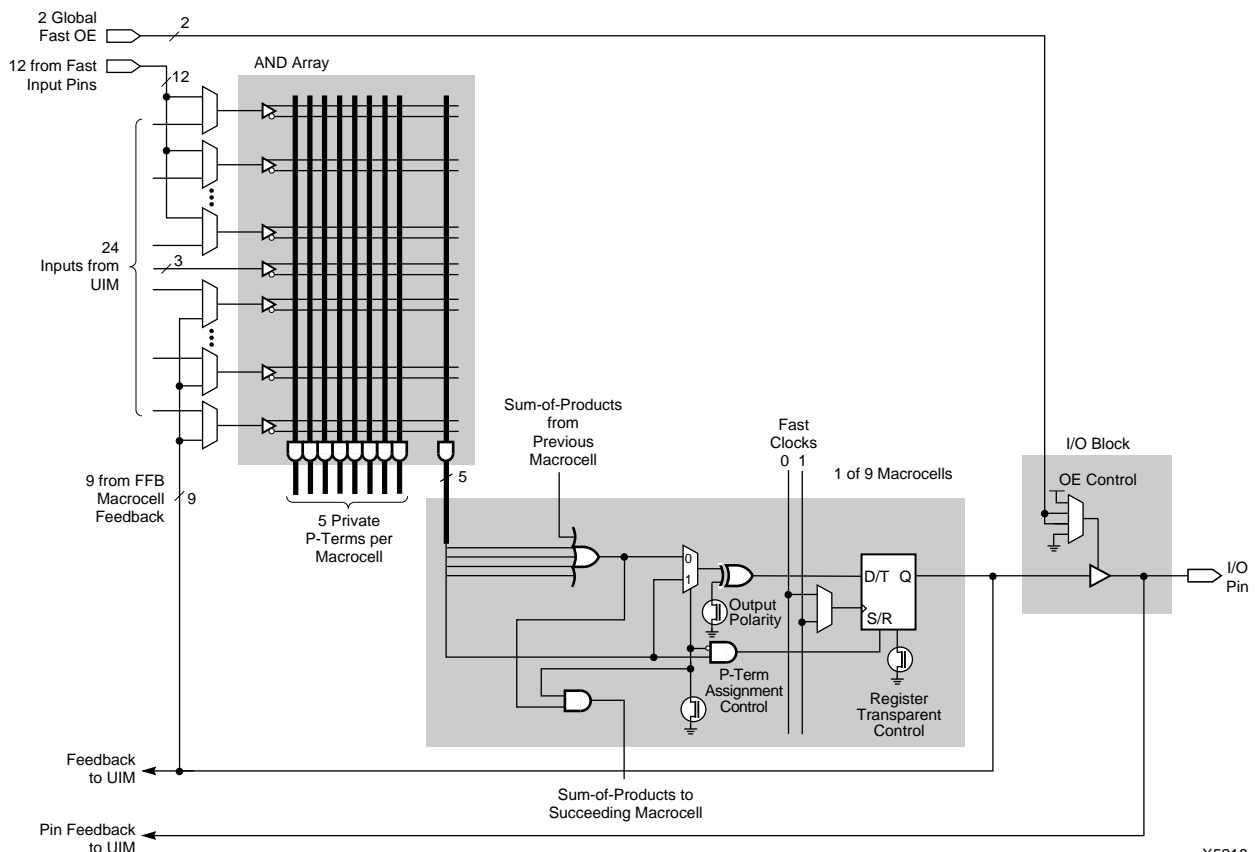 2 Global
Fast OE
2
12 from Fast
Input Pins
12
AND Array
24
Inputs from
UIM
3
9 from FFB
Macrocell
Feedback
9
5 Private
P-Terms per
Macrocell
5
Sum-of-Products
from
Previous
Macrocell
Fast
Clocks
0 1
1 of 9 Macrocells
I/O Block
OE Control
I/O
Pin
0
1
Output
Polarity
D/T Q
S/R
P-Term
Assignment
Control
Register
Transparent
Control
Feedback
to UIM
Sum-of-Products to
Succeeding Macrocell
Pin Feedback
to UIM